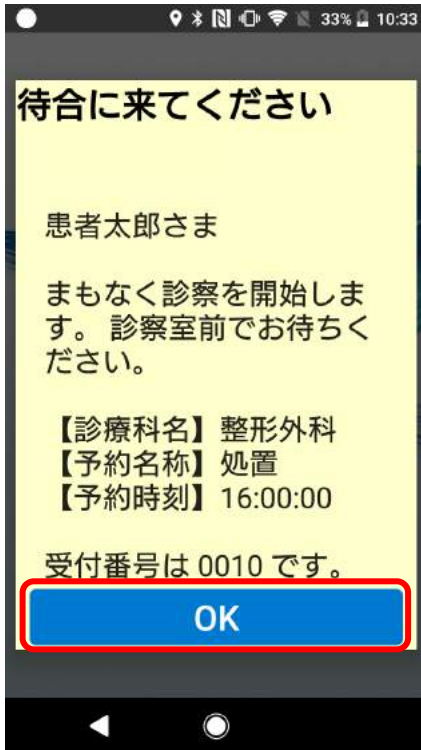 33% 10:33
待合に来てください
患者太郎さま
まもなく診察を開始しま
す。 診察室前でお待ちく
ださい。
【診療科名】整形外科
【予約名称】処置
【予約時刻】16:00:00
受付番号は 0010 です。
OK